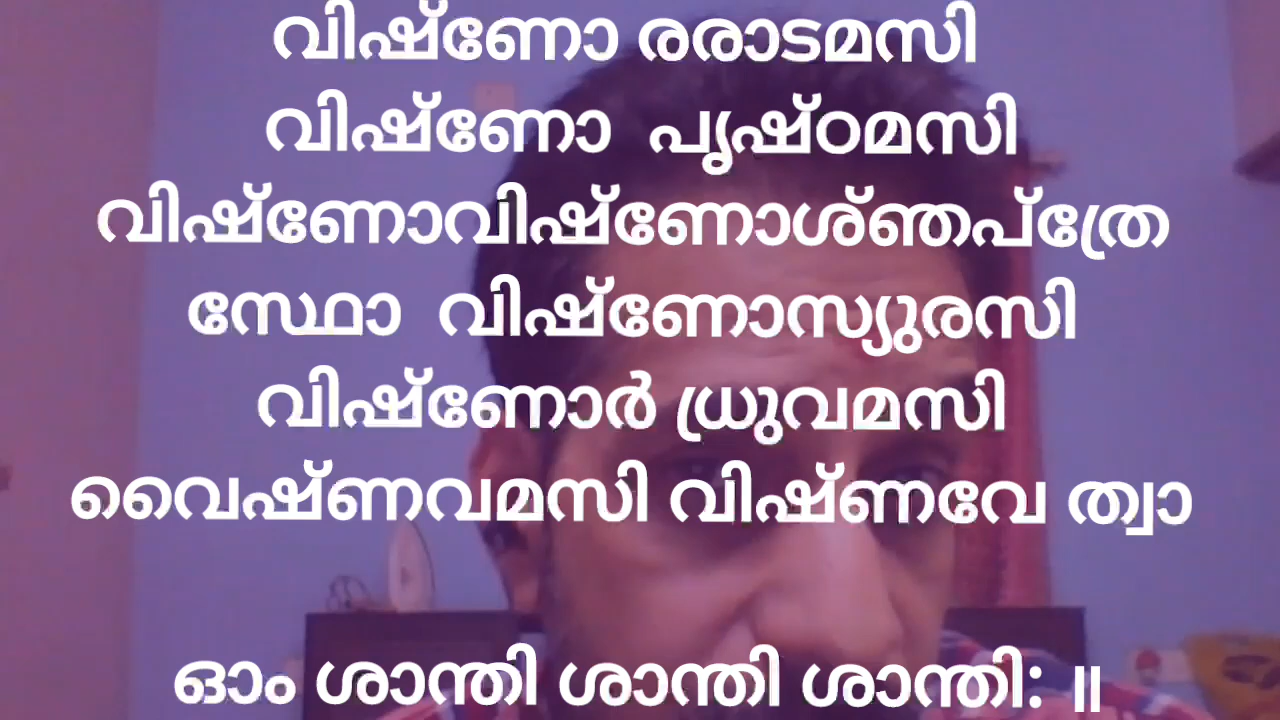 വിഷ്ണോ രരാടമസി
വിഷ്ണോ പൃഷ്ഠമസി
വിഷ്ണോവിഷ്ണോശ്ഞപ്ത്രേ
സ്ഥോ വിഷ്ണോസ്യുരസി
വിഷ്ണോർ ധ്രുവമസി
വൈഷ്ണവമസി വിഷ്ണവേ ത്വാ
ഓം ശാന്തി ശാന്തി ശാന്തി: ॥